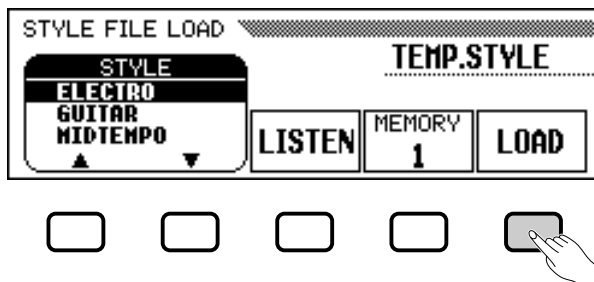 STYLE FILE LOAD
TEMP.STYLE
STYLE
ELECTRO
GUITAR
MIDTEMPO
LISTEN
MEMORY
1
LOAD